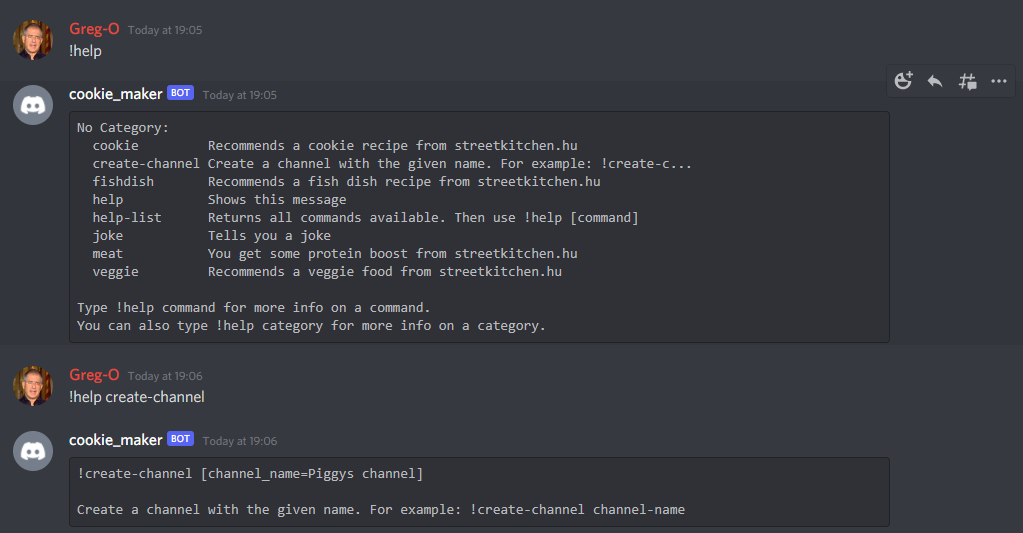 Greg-O Today at 19:05
!help
cookie_maker BOT Today at 19:05
No Category:
  cookie         Recommends a cookie recipe from streetkitchen.hu
  create-channel Create a channel with the given name. For example: !create-c...
  fishdish       Recommends a fish dish recipe from streetkitchen.hu
  help           Shows this message
  help-list      Returns all commands available. Then use !help [command]
  joke           Tells you a joke
  meat           You get some protein boost from streetkitchen.hu
  veggie         Recommends a veggie food from streetkitchen.hu
Type !help command for more info on a command.
You can also type !help category for more info on a category.
Greg-O Today at 19:06
!help create-channel
cookie_maker BOT Today at 19:06
!create-channel [channel_name=Piggys channel]
Create a channel with the given name. For example: !create-channel channel-name